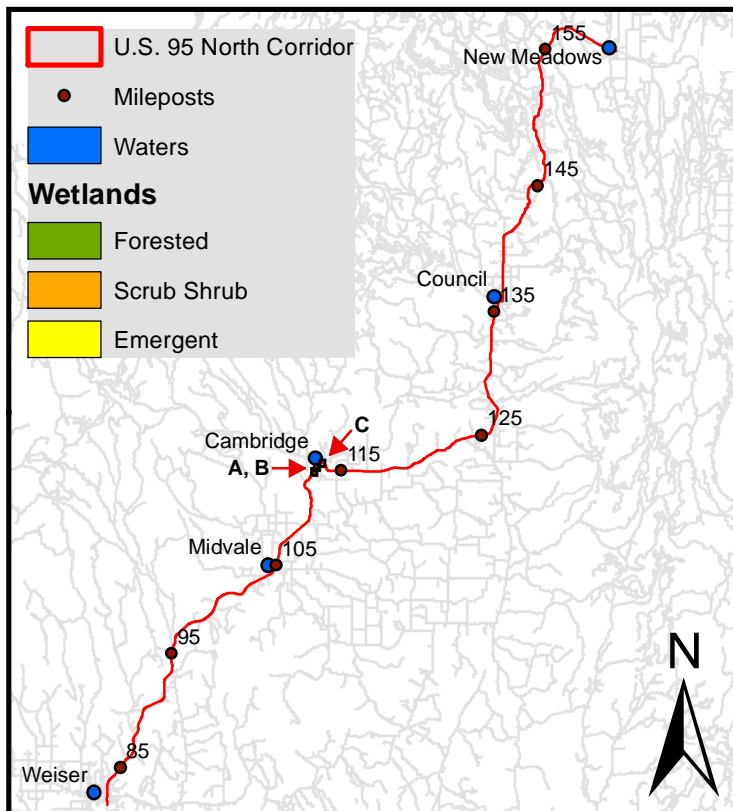 U.S. 95 North Corridor
Mileposts
Waters
Wetlands
Forested
Scrub Shrub
Emergent
155
New Meadows
145
Council
135
125
C
Cambridge
115
A, B
Midvale
105
95
N
85
Weiser